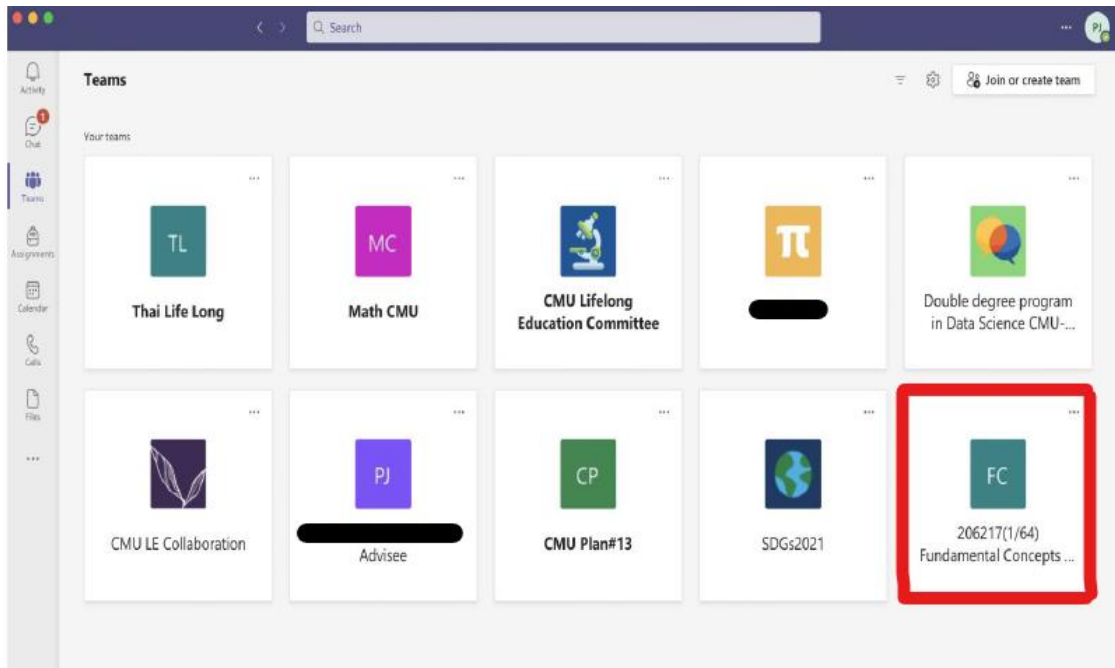 Search
PJ
Activity
Teams
Join or create team
1
Chat
Your teams
Teams
TL
MC
π
Assignments
Thai Life Long
Math CMU
CMU Lifelong
Education Committee
Double degree program
in Data Science CMU-...
Calendar
Calls
Files
PJ
CP
FC
CMU LE Collaboration
Advisee
CMU Plan#13
SDGs2021
206217(1/64)
Fundamental Concepts ...